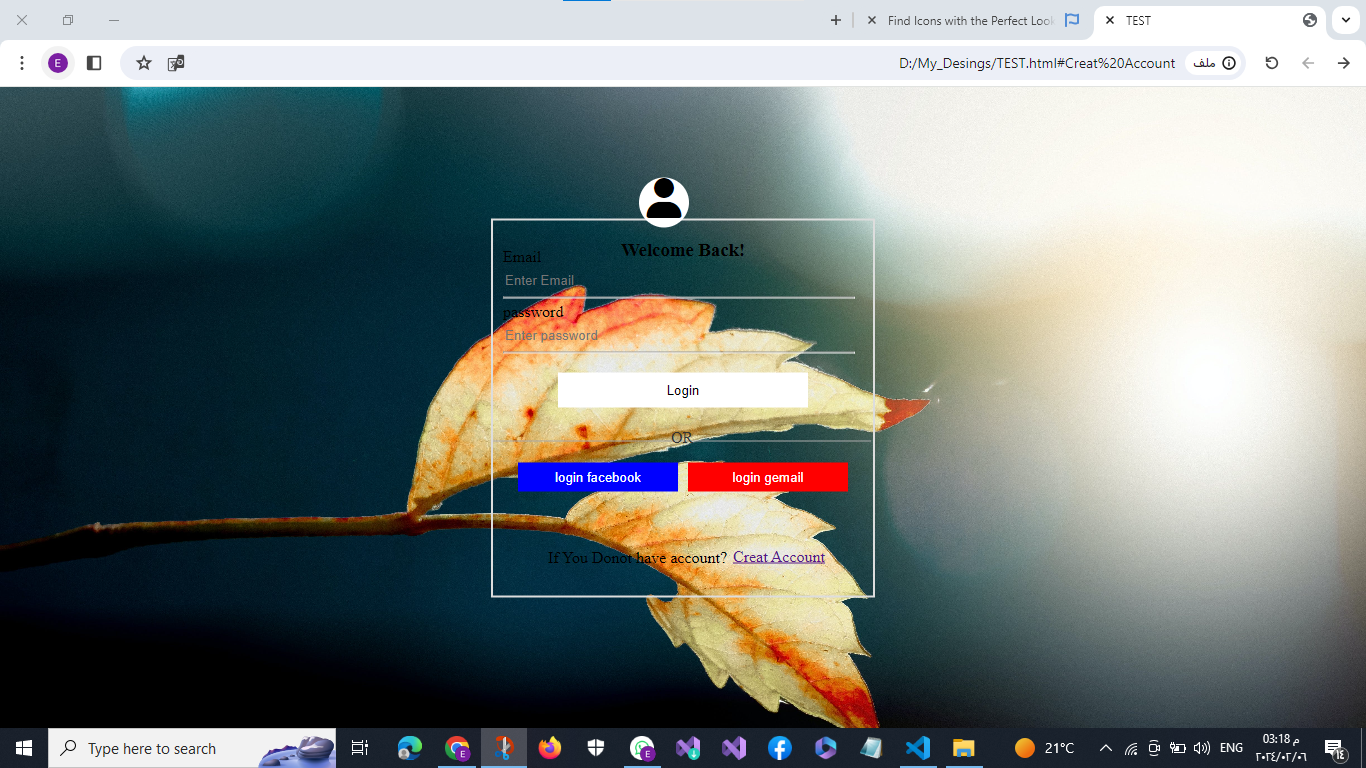 Find Icons with the Perfect Look
TEST
E
D:/My_Desings/TEST.html#Creat%20Account
ملف
Welcome Back!
Email
Enter Email
password
Enter password
Login
OR
login facebook
login gemail
If You Donot have account? Creat Account
Type here to search
E
E
21°C
ENG
03:18 م
٢٠٢٤/٠٢/٠٦
١٤